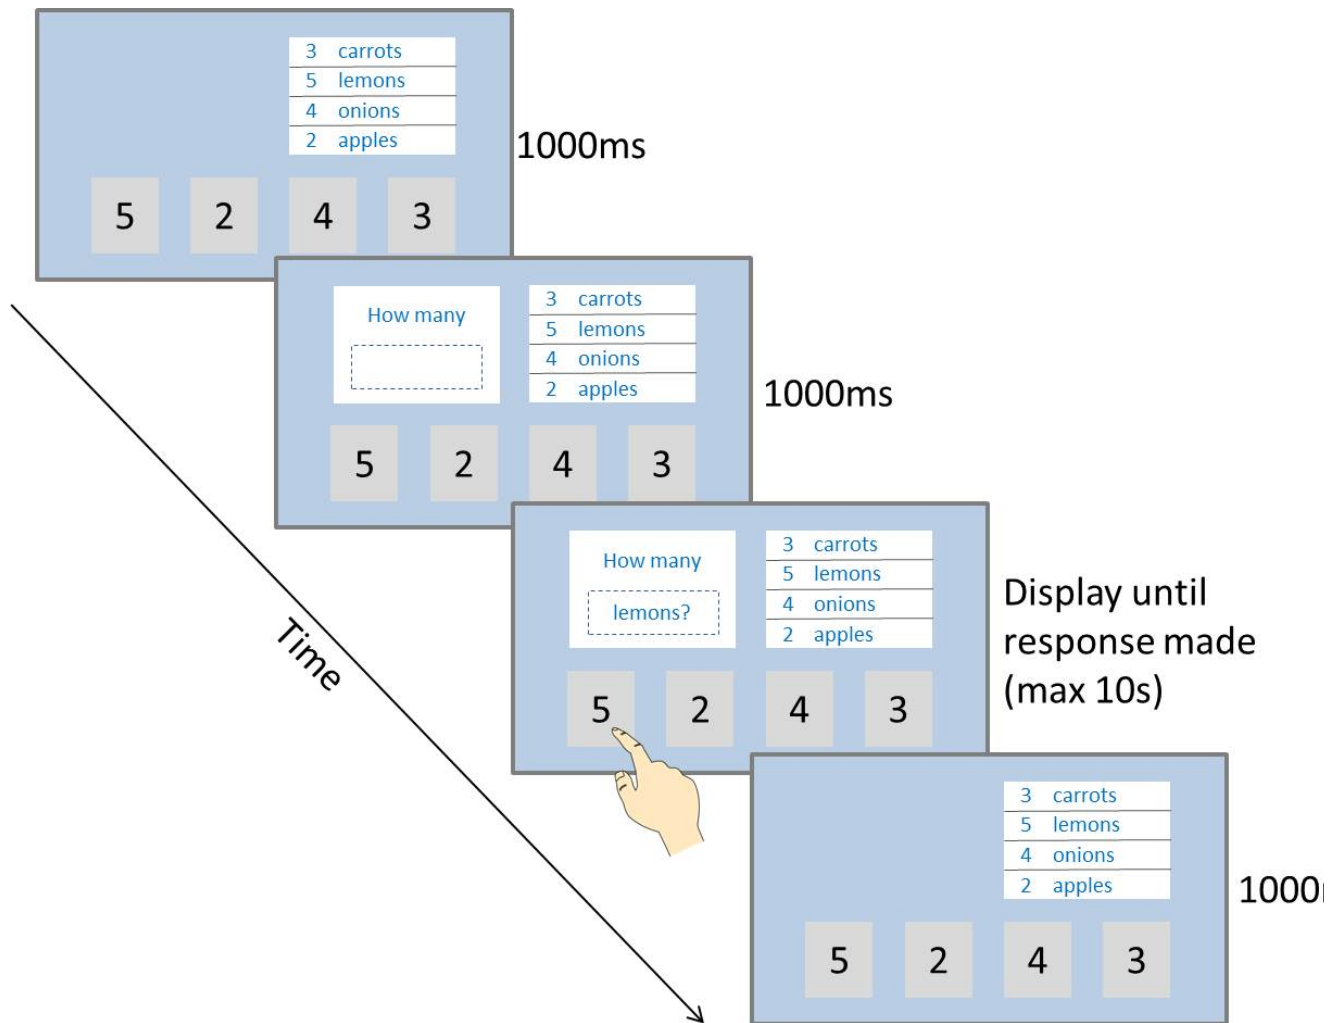 3 carrots
5 lemons
4 onions
2 apples
1000ms
5 2 4 3
How many
3 carrots
5 lemons
4 onions
2 apples
1000ms
5 2 4 3
How many
lemons?
3 carrots
5 lemons
4 onions
2 apples
Display until
response made
(max 10s)
5 2 4 3
Time
3 carrots
5 lemons
4 onions
2 apples
1000
5 2 4 3